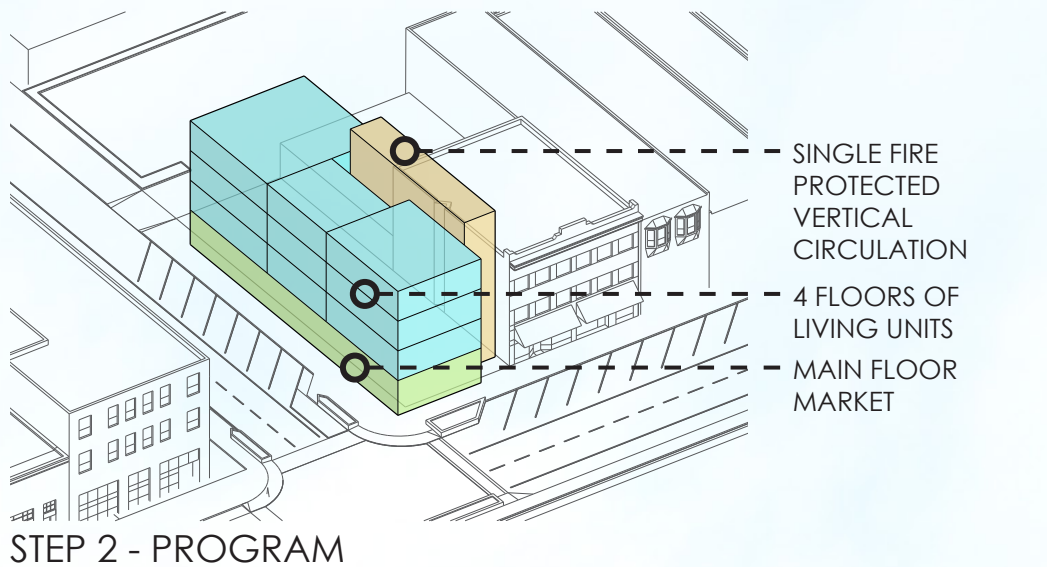 SINGLE FIRE
PROTECTED
VERTICAL
CIRCULATION
4 FLOORS OF
LIVING UNITS
MAIN FLOOR
MARKET
STEP 2 - PROGRAM